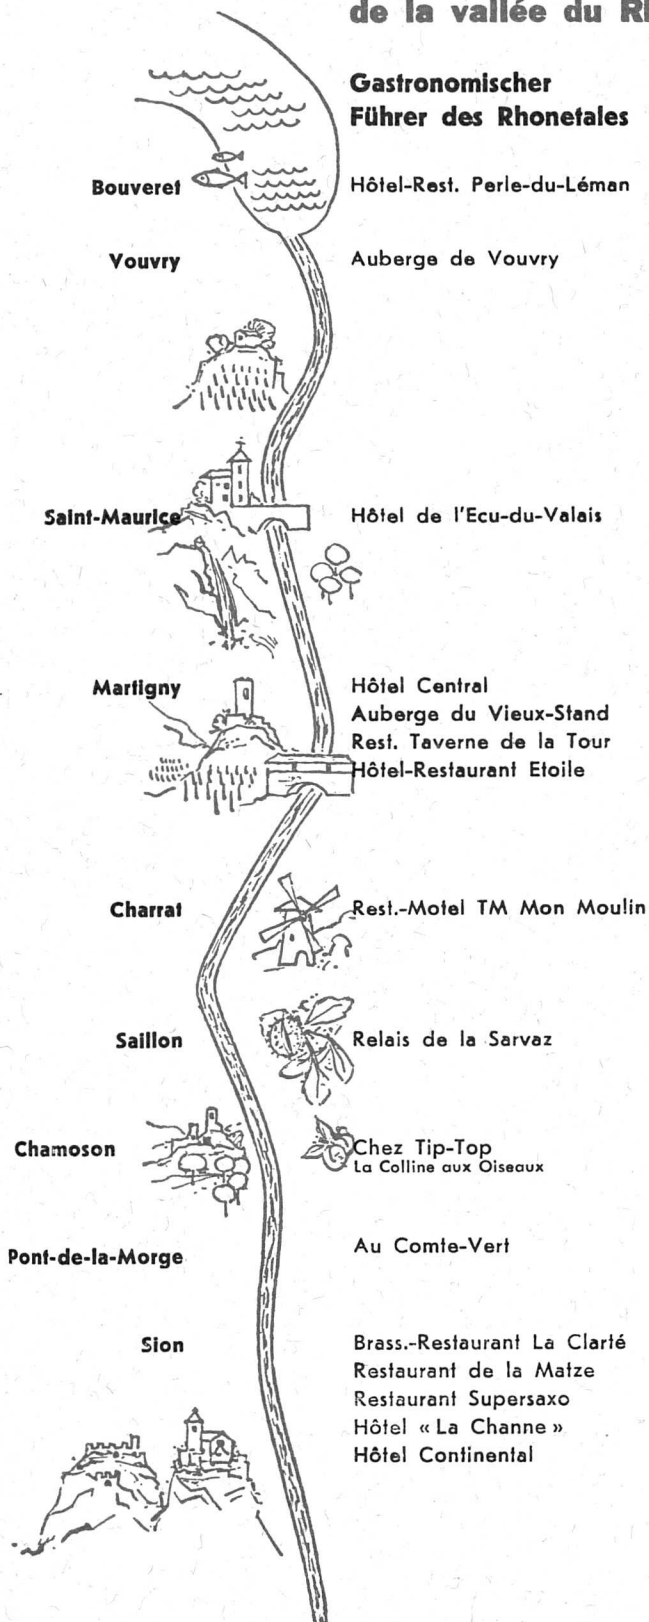 de la vallée du
Gastronomischer
Führer des Rhonetales
Bouveret Hôtel-Rest. Perle-du-Léman
Vouvry Auberge de Vouvry
Saint-Maurice Hôtel de l'Ecu-du-Valais
Martigny Hôtel Central
Auberge du Vieux-Stand
Rest. Taverne de la Tour
Hôtel-Restaurant Etoile
Charrat Rest.-Motel TM Mon Moulin
Saillon Relais de la Sarvaz
Chamoson Chez Tip-Top
La Colline aux Oiseaux
Pont-de-la-Morge Au Comte-Vert
Sion Brass.-Restaurant La Clarté
Restaurant de la Matze
Restaurant Supersaxo
Hôtel « La Channe »
Hôtel Continental